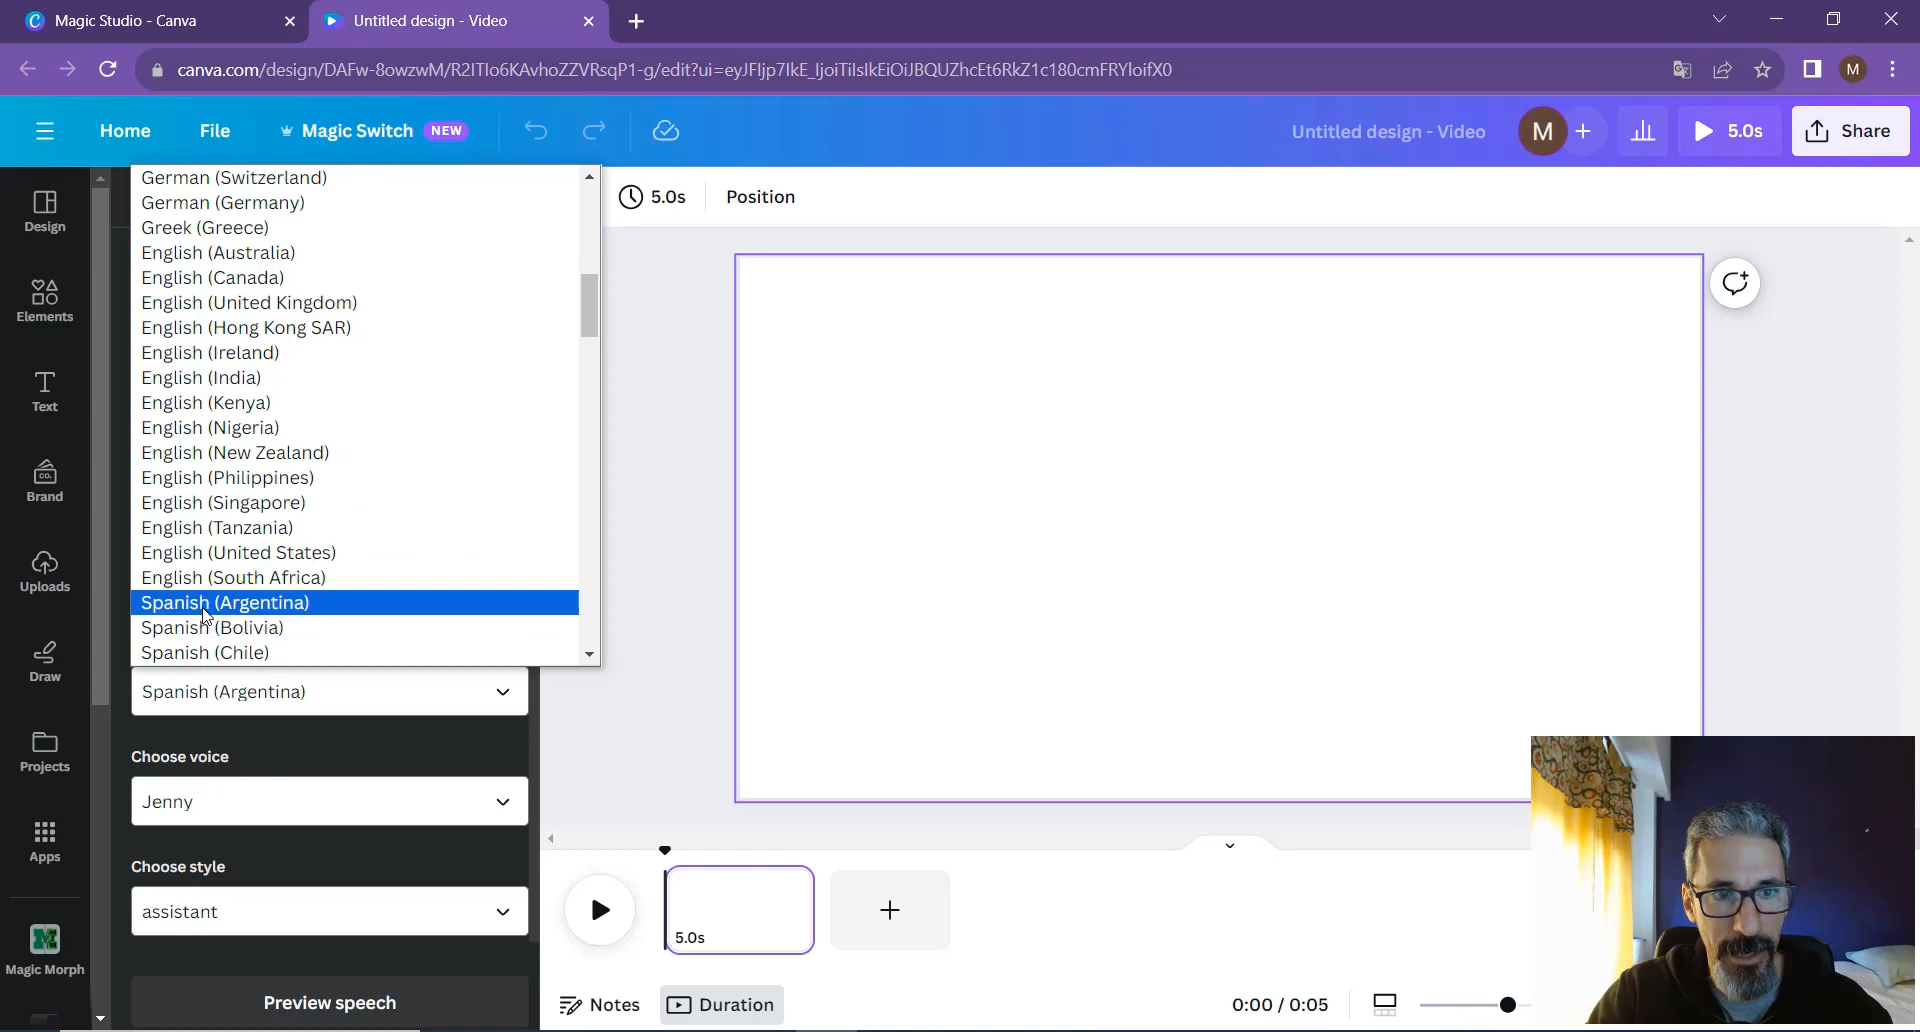 Magic Studio - Canva
Untitled design - Video
canva.com/design/DAFw-8owzwM/R2ITIo6KAvhoZZVRsqP1-g/edit?ui=eyJFIjp7IkE_IjoiTiIsIkEiOiJBQUZhcEt6RkZ1c180cmFRYIoifX0
M
Home
File
Magic Switch NEW
Untitled design - Video
M
5.0s
Share
Design
Elements
Text
CO.
Brand
Uploads
Draw
Projects
Apps
Magic Morph
German (Switzerland)
German (Germany)
Greek (Greece)
English (Australia)
English (Canada)
English (United Kingdom)
English (Hong Kong SAR)
English (Ireland)
English (India)
English (Kenya)
English (Nigeria)
English (New Zealand)
English (Philippines)
English (Singapore)
English (Tanzania)
English (United States)
English (South Africa)
Spanish (Argentina)
Spanish (Bolivia)
Spanish (Chile)
Spanish (Argentina)
Choose voice
Jenny
Choose style
assistant
Preview speech
5.0s
Position
5.0s
Notes
Duration
0:00 / 0:05